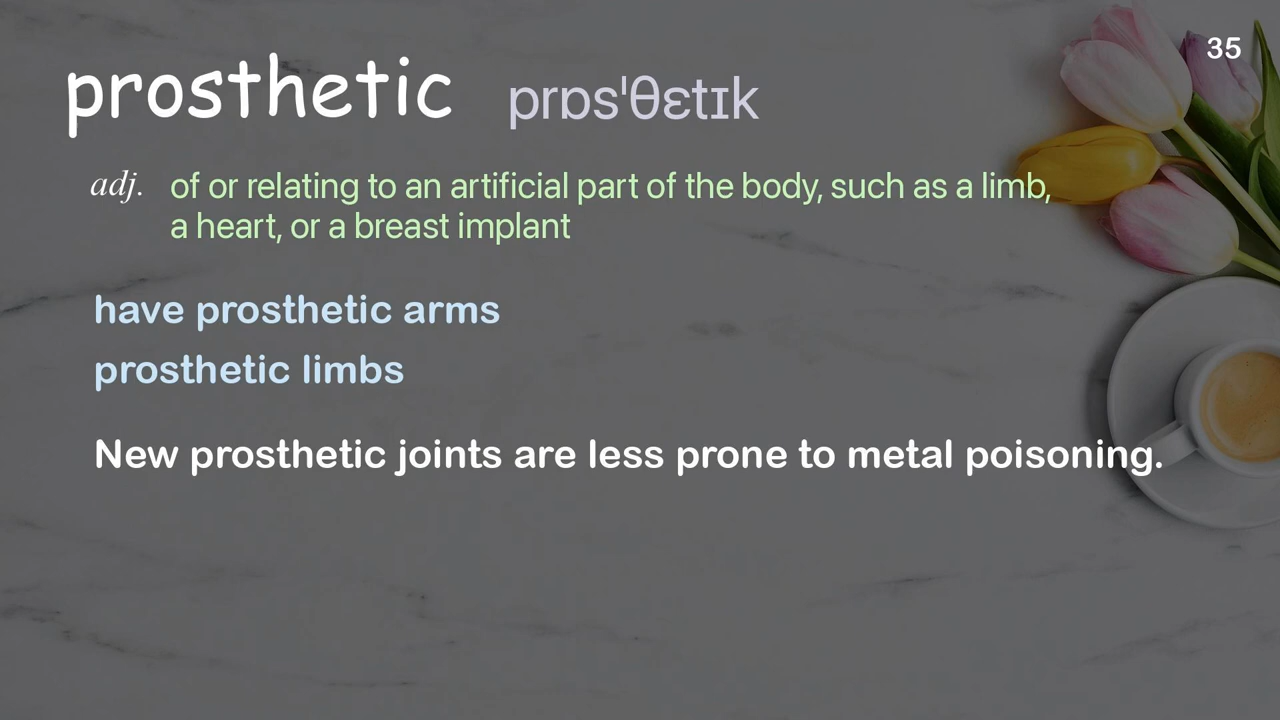 35
prosthetic prɒsˈθɛtɪk
adj. of or relating to an artificial part of the body, such as a limb,
a heart, or a breast implant
have prosthetic arms
prosthetic limbs
New prosthetic joints are less prone to metal poisoning.